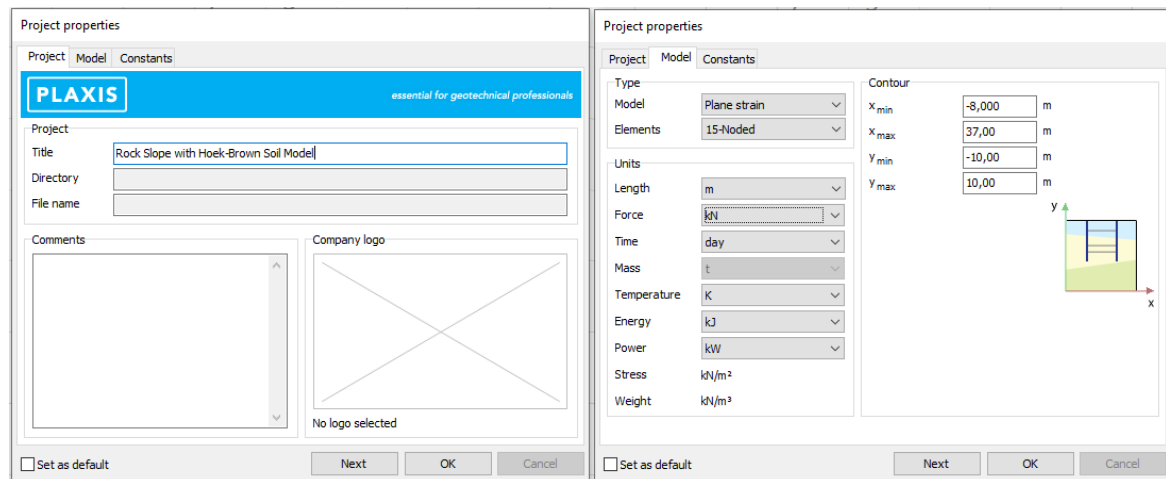 Project properties
Project Model Constants
PLAXIS
essential for geotechnical professionals
Project
Title Rock Slope with Hoek-Brown Soil Model
Directory
File name
Comments
Company logo
No logo selected
Set as default
Next OK Cancel
Project properties
Project Model Constants
Type
Model Plane strain
Elements 15-Noded
Units
Length m
Force kN
Time day
Mass t
Temperature K
Energy kJ
Power kW
Stress kN/m²
Weight kN/m³
Contour
x min -8,000 m
x max 37,00 m
y min -10,00 m
y max 10,00 m
y
x
Set as default
Next OK Cancel